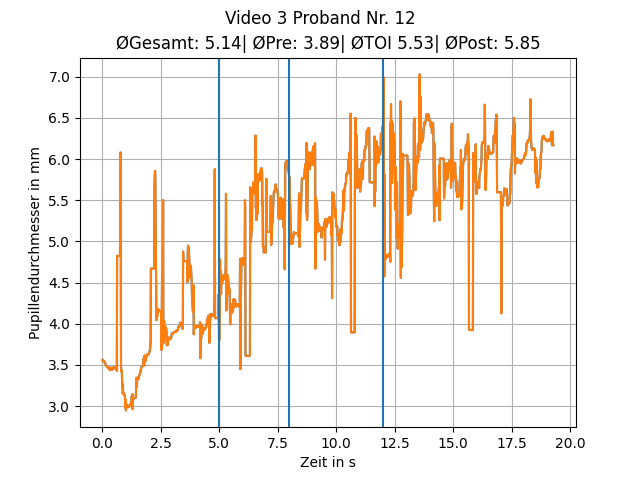 Video 3 Proband Nr. 12
ØGesamt: 5.14| ØPre: 3.89| ØTOI 5.53| ØPost: 5.85
7.0
6.5
6.0
5.5
5.0
4.5
4.0
3.5
3.0
Pupillendurchmesser in mm
0.0 2.5 5.0 7.5 10.0 12.5 15.0 17.5 20.0
Zeit in s